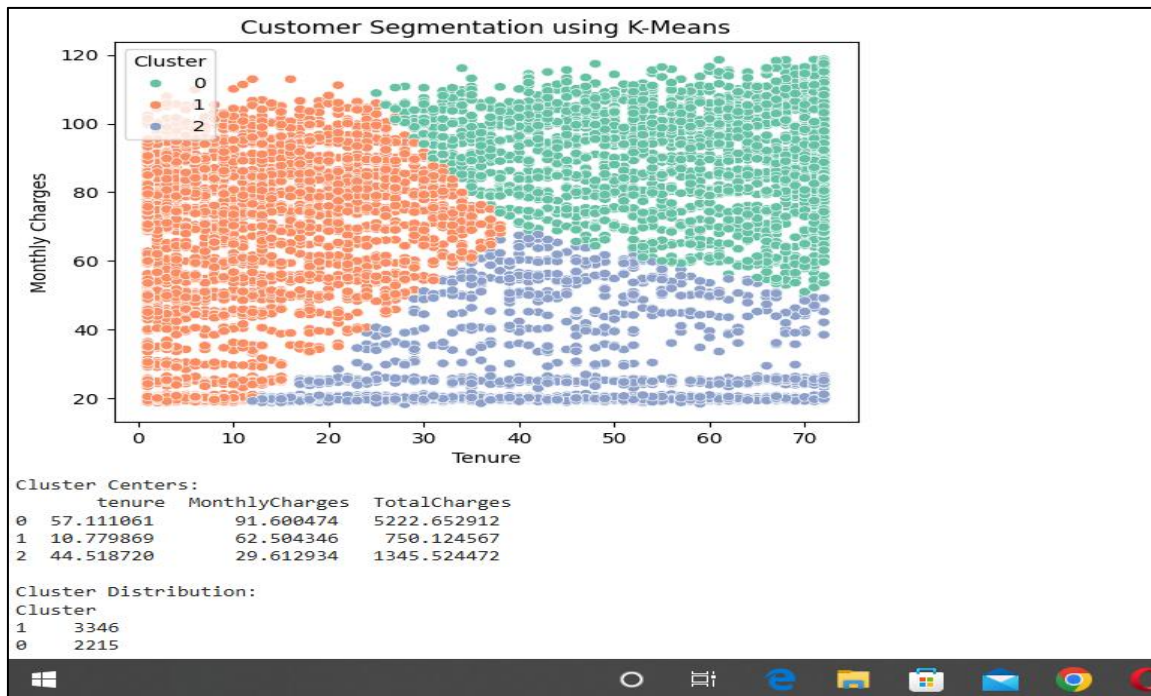 Customer Segmentation using K-Means
120
100
80
60
40
20
Monthly Charges
Cluster
0
1
2
0 10 20 30 40 50 60 70
Tenure
Cluster Centers:
tenure MonthlyCharges TotalCharges
0 57.111061 91.600474 5222.652912
1 10.779869 62.504346 750.124567
2 44.518720 29.612934 1345.524472
Cluster Distribution:
Cluster
1 3346
0 2215